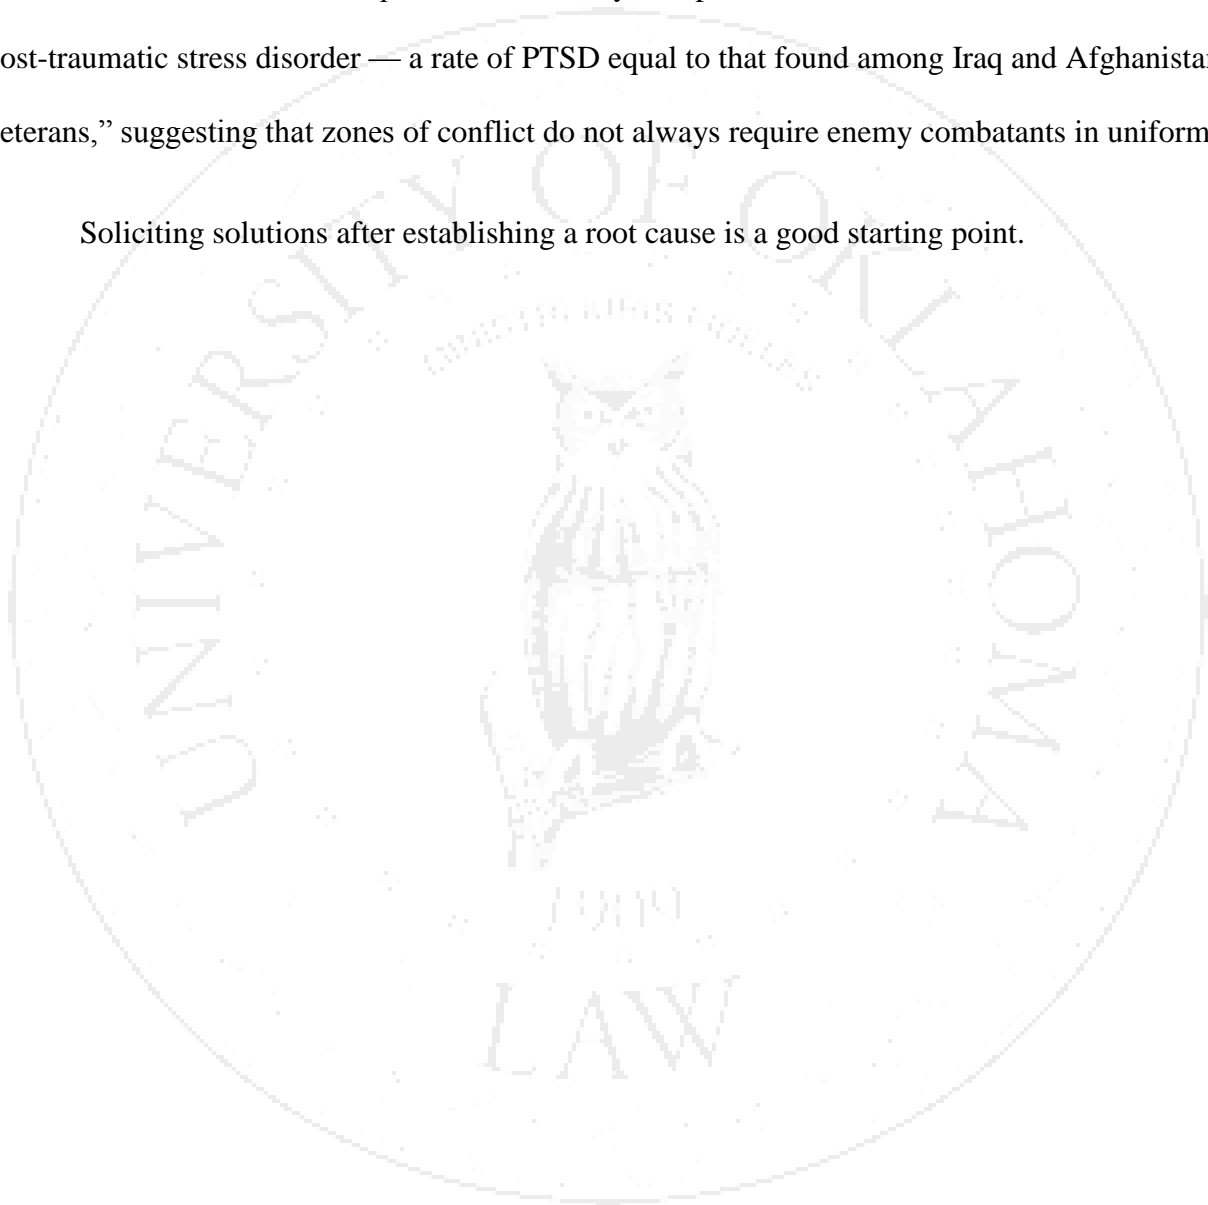 ost-traumatic stress disorder — a rate of PTSD equal to that found among Iraq and Afghanistan
eterans,” suggesting that zones of conflict do not always require enemy combatants in uniform
Soliciting solutions after establishing a root cause is a good starting point.
UNIVERSITY OF OKLAHOMA
LAW